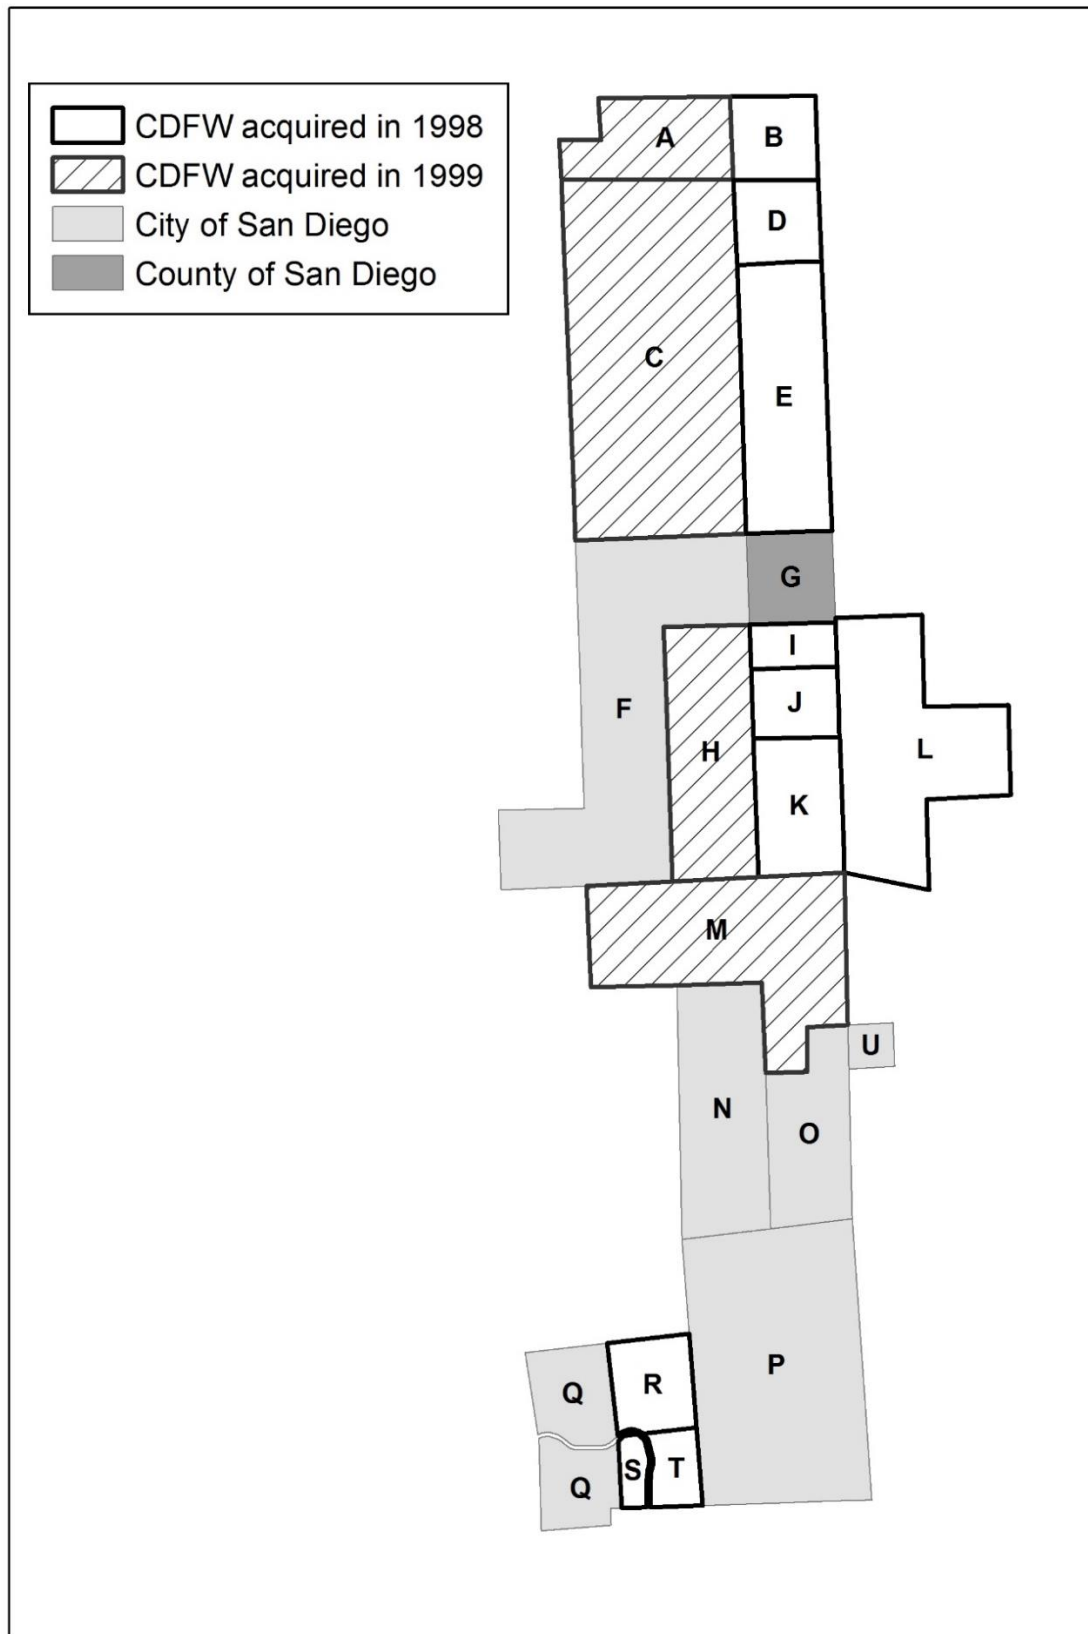 CDFW acquired in 1998
CDFW acquired in 1999
City of San Diego
County of San Diego
A
B
D
C
E
G
I
F
J
H
L
K
M
U
N
O
P
R
Q
S
T
Q